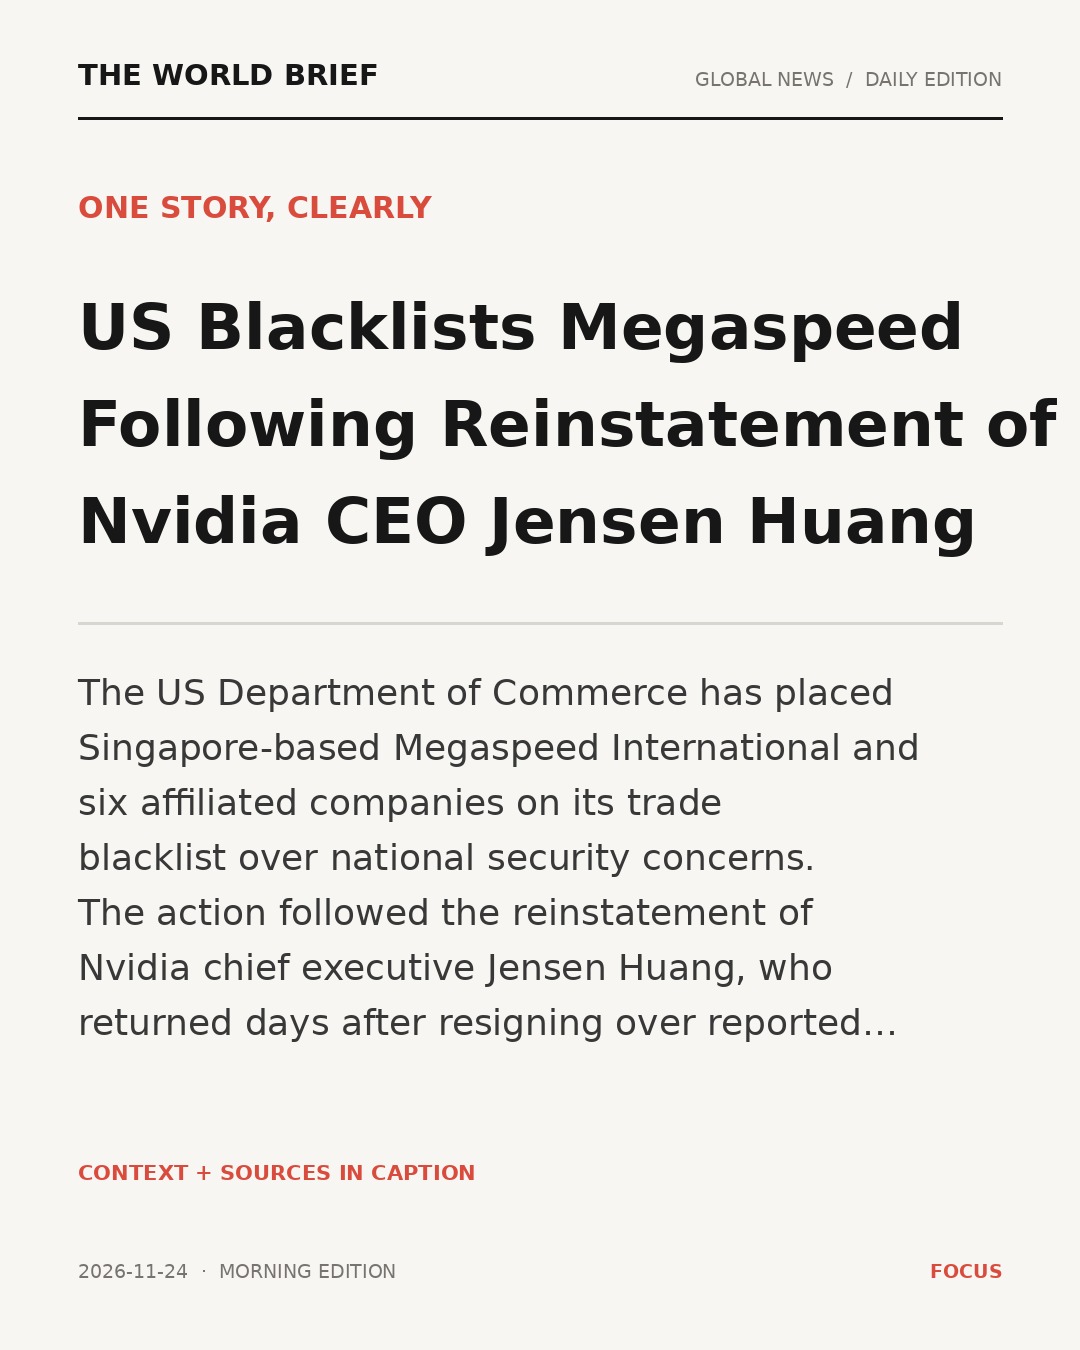 THE WORLD BRIEF
GLOBAL NEWS / DAILY EDITION
ONE STORY, CLEARLY
US Blacklists Megaspeed
Following Reinstatement of
Nvidia CEO Jensen Huang
The US Department of Commerce has placed
Singapore-based Megaspeed International and
six affiliated companies on its trade
blacklist over national security concerns.
The action followed the reinstatement of
Nvidia chief executive Jensen Huang, who
returned days after resigning over reported...
CONTEXT + SOURCES IN CAPTION
2026-11-24 · MORNING EDITION
FOCUS